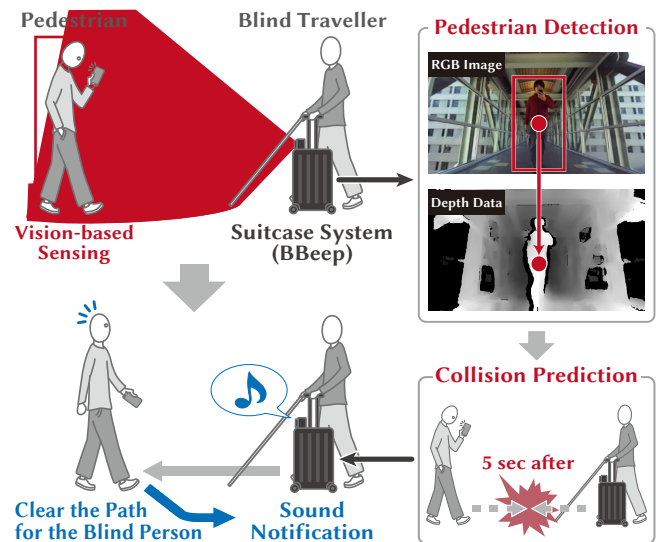 Pedestrian
Blind Traveller
Vision-based
Sensing
Suitcase System
(BBeep)
Pedestrian Detection
RGB Image
Depth Data
Collision Prediction
5 sec after
Clear the Path
for the Blind Person
Sound
Notification